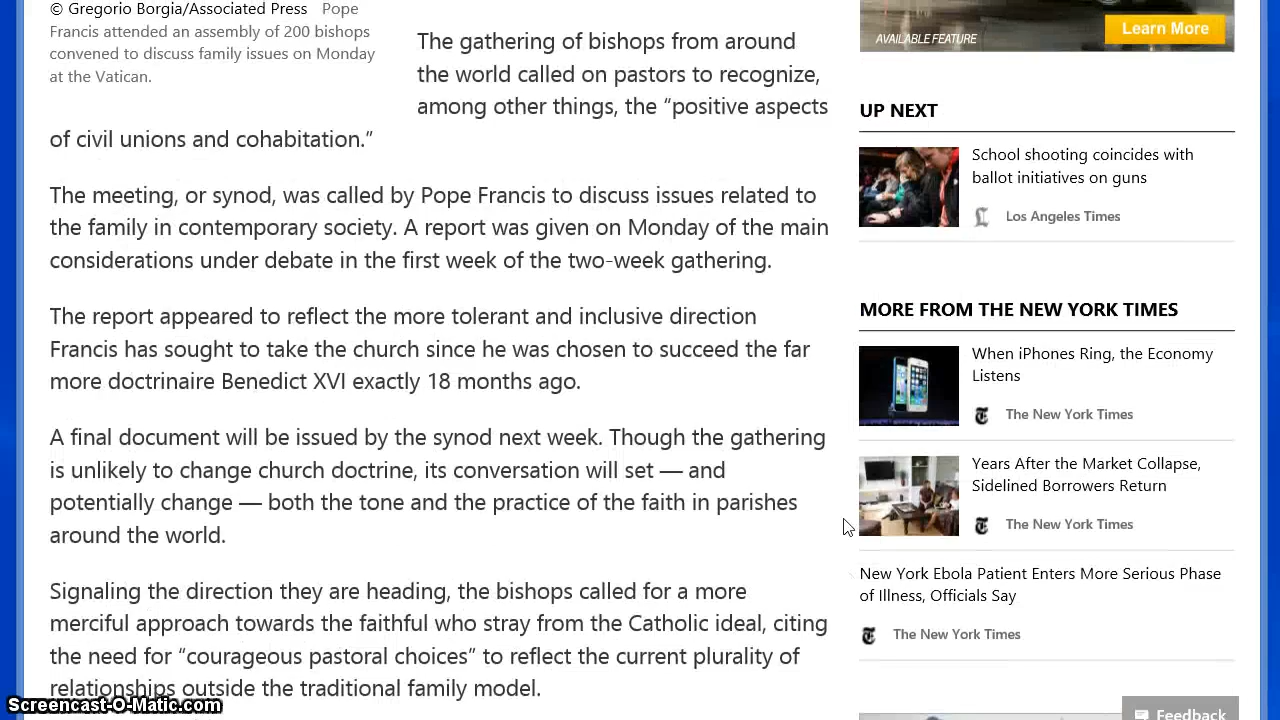 © Gregorio Borgia/Associated Press Pope
Francis attended an assembly of 200 bishops
convened to discuss family issues on Monday
at the Vatican.
The gathering of bishops from around
the world called on pastors to recognize,
among other things, the “positive aspects
of civil unions and cohabitation.”
The meeting, or synod, was called by Pope Francis to discuss issues related to
the family in contemporary society. A report was given on Monday of the main
considerations under debate in the first week of the two-week gathering.
The report appeared to reflect the more tolerant and inclusive direction
Francis has sought to take the church since he was chosen to succeed the far
more doctrinaire Benedict XVI exactly 18 months ago.
A final document will be issued by the synod next week. Though the gathering
is unlikely to change church doctrine, its conversation will set — and
potentially change — both the tone and the practice of the faith in parishes
around the world.
Signaling the direction they are heading, the bishops called for a more
merciful approach towards the faithful who stray from the Catholic ideal, citing
the need for “courageous pastoral choices” to reflect the current plurality of
relationships outside the traditional family model.
AVAILABLE FEATURE
Learn More
UP NEXT
School shooting coincides with
ballot initiatives on guns
Los Angeles Times
MORE FROM THE NEW YORK TIMES
When iPhones Ring, the Economy
Listens
The New York Times
Years After the Market Collapse,
Sidelined Borrowers Return
The New York Times
New York Ebola Patient Enters More Serious Phase
of Illness, Officials Say
The New York Times
Feedback
Screencast-O-Matic.com